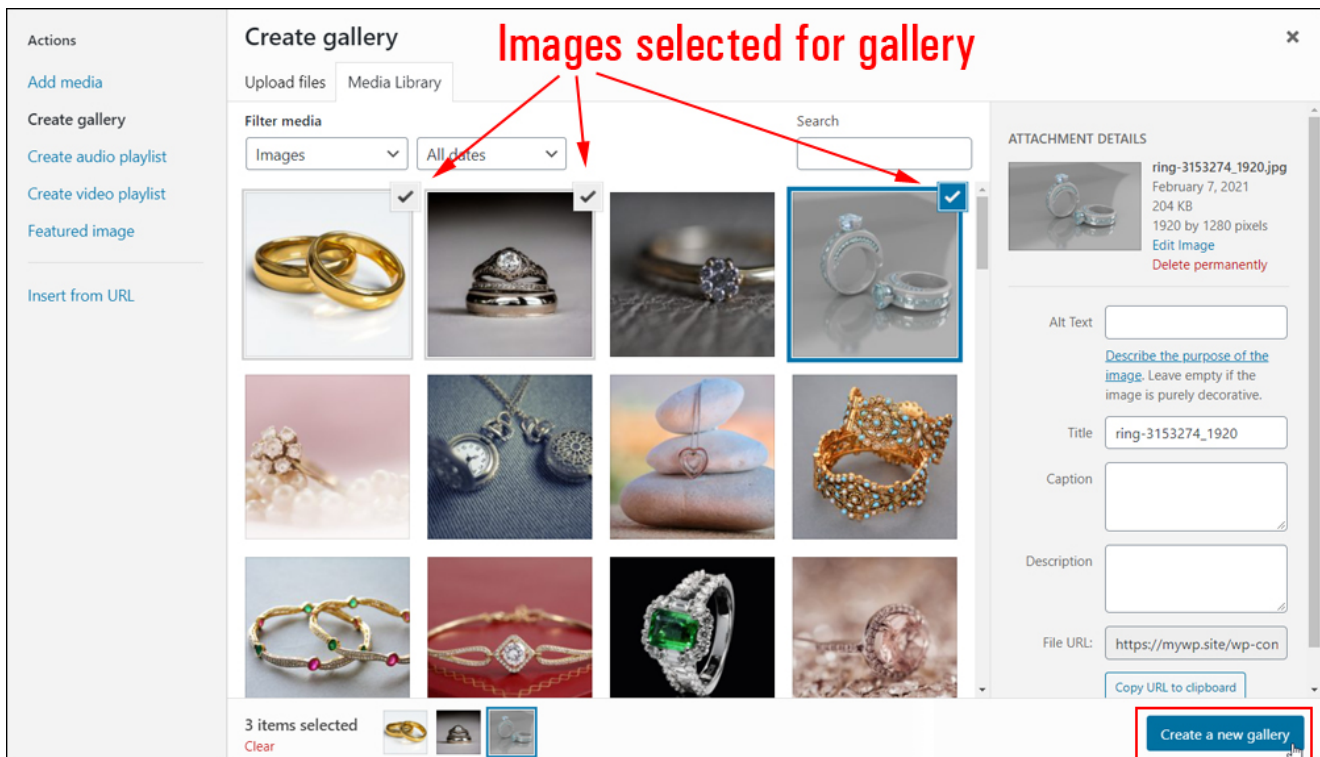 Actions
Add media
Create gallery
Create audio playlist
Create video playlist
Featured image
Insert from URL
Create gallery
Images selected for gallery
Upload files
Media Library
Filter media
Images
All dates
Search
ATTACHMENT DETAILS
ring-3153274_1920.jpg
February 7, 2021
204 KB
1920 by 1280 pixels
Edit Image
Delete permanently
Alt Text
Describe the purpose of the
image. Leave empty if the
image is purely decorative.
Title
ring-3153274_1920
Caption
Description
File URL:
https://mywp.site/wp-con
Copy URL to clipboard
3 items selected
Clear
Create a new gallery